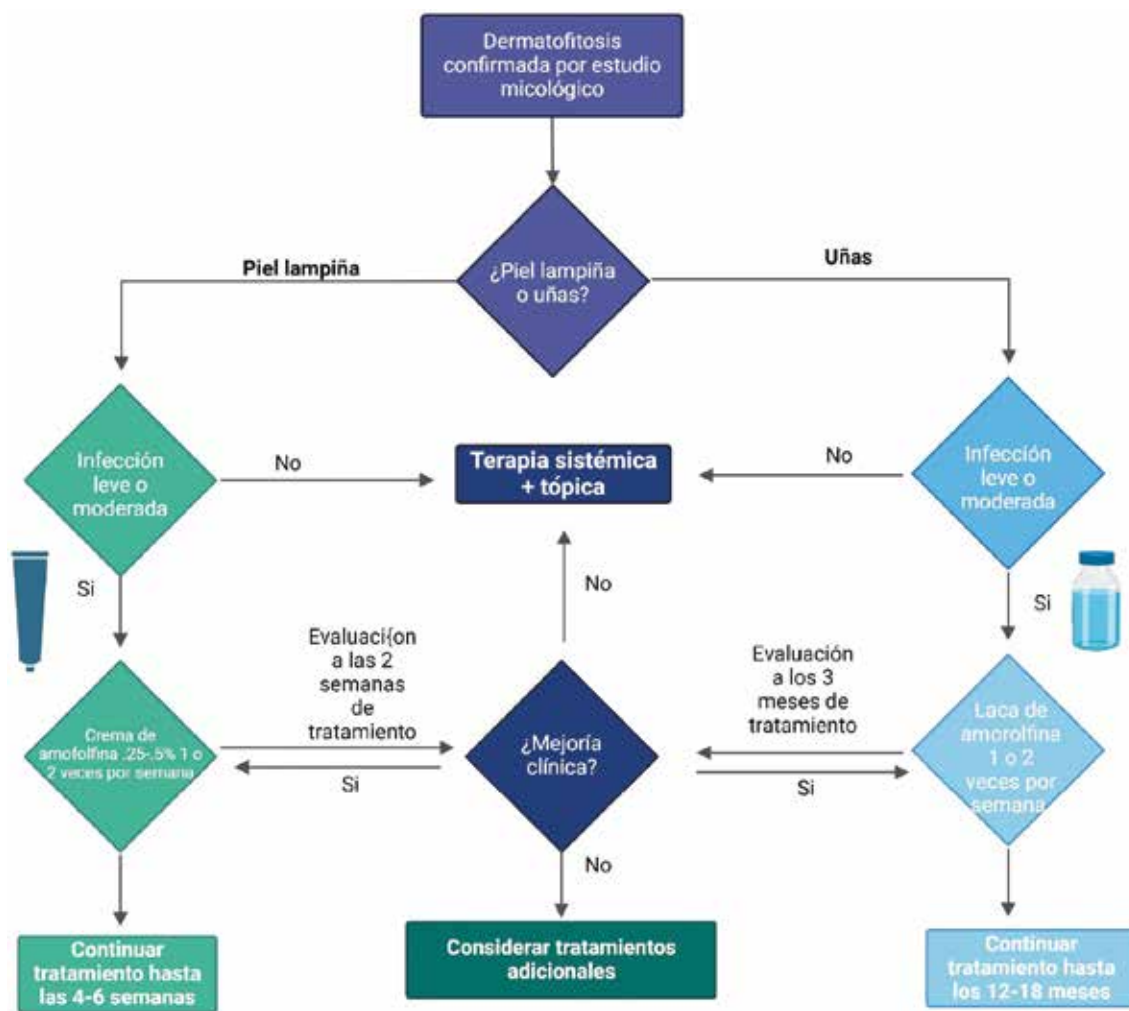 Dermatofitosis
confirmada por estudio
micológico
Piel lampiña
Uñas
¿Piel lampiña
o uñas?
Infección
leve o
moderada
No
Terapia sistémica
+ tópica
No
Infección
leve o
moderada
Si
No
Si
Evaluaci{on
a las 2
semanas
de
tratamiento
Evaluación
a los 3
meses de
tratamiento
Crema de
amofolfina .25-.5% 1 o
2 veces por semana
¿Mejoría
clínica?
Laca de
amorolfina
1 o 2
veces por
semana
Si
Si
No
Continuar
tratamiento hasta
las 4-6 semanas
Considerar tratamientos
adicionales
Continuar
tratamiento hasta
los 12-18 meses